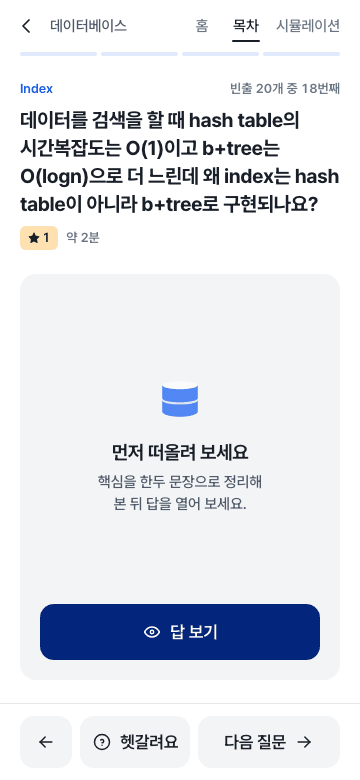 데이터베이스
홈
목차
시뮬레이션
Index
빈출 20개 중 18번째
데이터를 검색을 할 때 hash table의
시간복잡도는 O(1)이고 b+tree는
O(logn)으로 더 느린데 왜 index는 hash
table이 아니라 b+tree로 구현되나요?
1
약 2분
먼저 떠올려 보세요
핵심을 한두 문장으로 정리해
본 뒤 답을 열어 보세요.
답 보기
헷갈려요
다음 질문